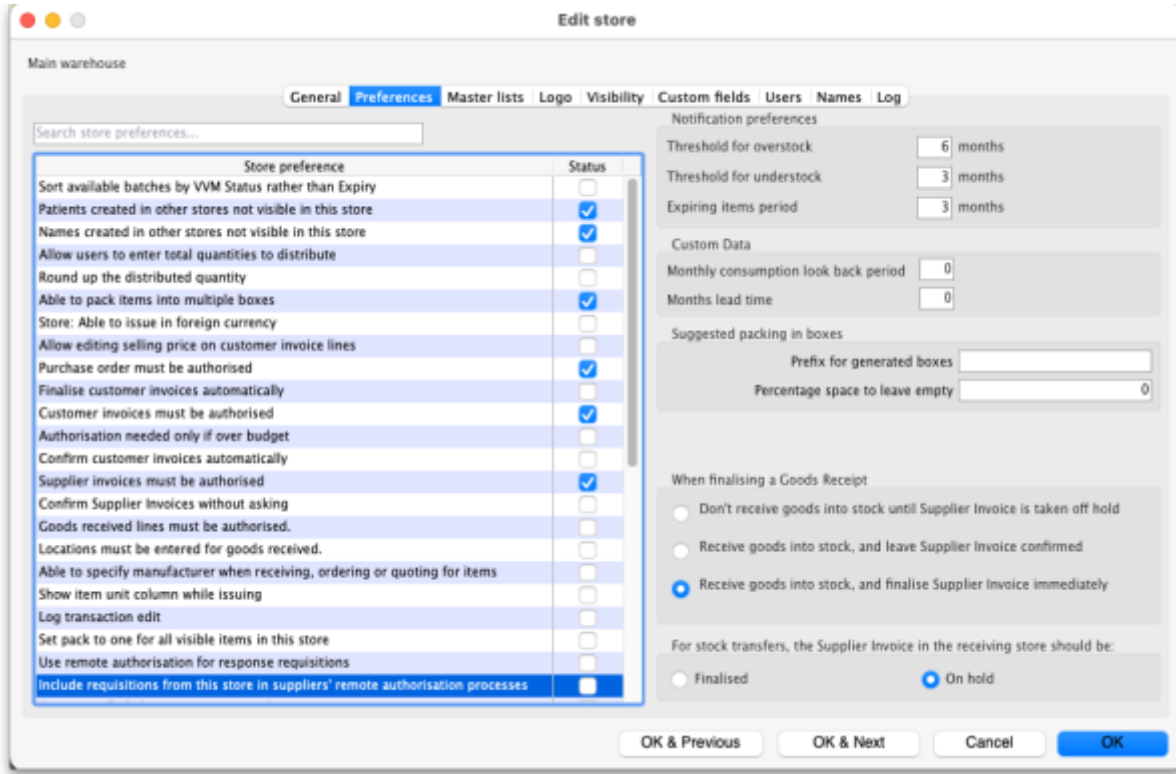 Edit store
Main warehouse
General Preferences Master lists Logo Visibility Custom fields Users Names Log
Search store preferences...
Store preference Status
Sort available batches by VVM Status rather than Expiry
Patients created in other stores not visible in this store
Names created in other stores not visible in this store
Allow users to enter total quantities to distribute
Round up the distributed quantity
Able to pack items into multiple boxes
Store: Able to issue in foreign currency
Allow editing selling price on customer invoice lines
Purchase order must be authorised
Finalise customer invoices automatically
Customer invoices must be authorised
Authorisation needed only if over budget
Confirm customer invoices automatically
Supplier invoices must be authorised
Confirm Supplier Invoices without asking
Goods received lines must be authorised.
Locations must be entered for goods received.
Able to specify manufacturer when receiving, ordering or quoting for items
Show item unit column while issuing
Log transaction edit
Set pack to one for all visible items in this store
Use remote authorisation for response requisitions
Include requisitions from this store in suppliers' remote authorisation processes
Notification preferences
Threshold for overstock 6 months
Threshold for understock 3 months
Expiring items period 3 months
Custom Data
Monthly consumption look back period 0
Months lead time 0
Suggested packing in boxes
Prefix for generated boxes
Percentage space to leave empty 0
When finalising a Goods Receipt
Don't receive goods into stock until Supplier Invoice is taken off hold
Receive goods into stock, and leave Supplier Invoice confirmed
Receive goods into stock, and finalise Supplier Invoice immediately
For stock transfers, the Supplier Invoice in the receiving store should be:
Finalised On hold
OK & Previous OK & Next Cancel OK